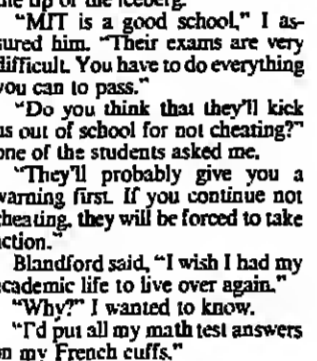 tip of the iceberg.
"MIT is a good school," I as-
sured him. "Their exams are very
difficult. You have to do everything
you can to pass."
"Do you think that they'll kick
us out of school for not cheating?"
one of the students asked me.
"They'll probably give you a
warning first. If you continue not
cheating, they will be forced to take
action."
Blandford said, "I wish I had my
academic life to live over again."
"Why?" I wanted to know.
"I'd put all my math test answers
on my French cuffs."